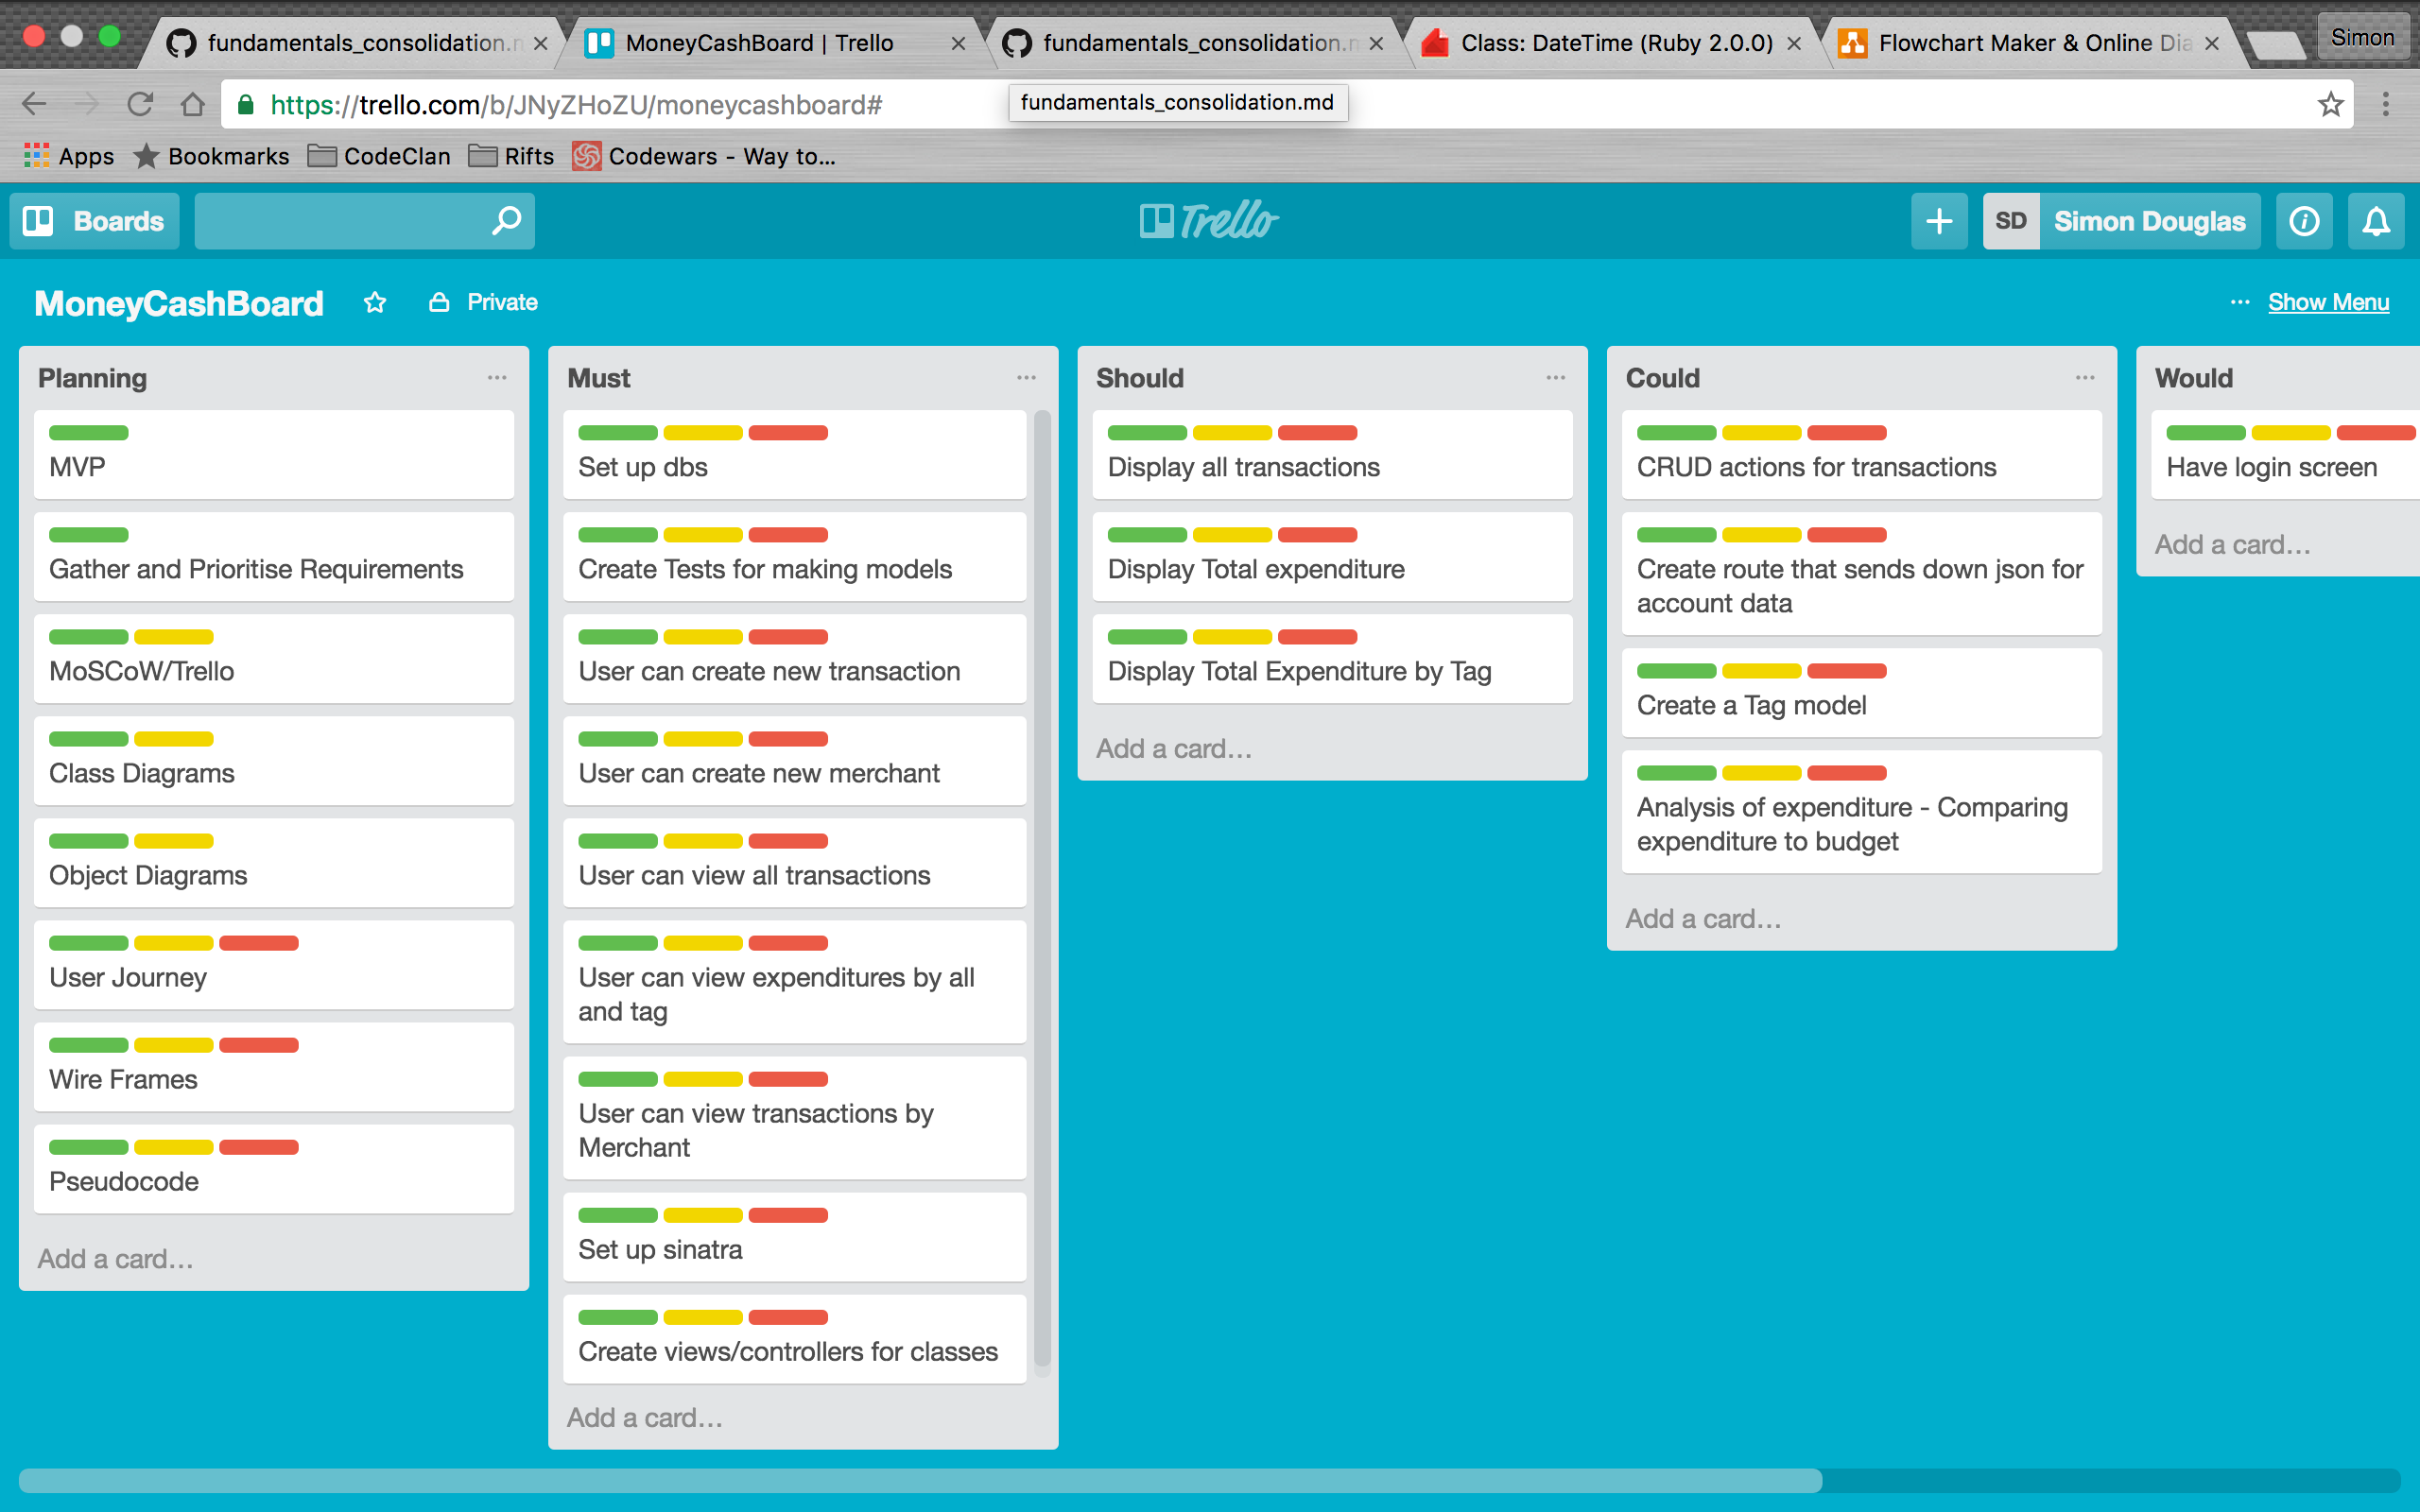 fundamentals_consolidation.n
MoneyCashBoard | Trello
fundamentals_consolidation.n
Class: DateTime (Ruby 2.0.0)
Flowchart Maker & Online Dia
Simon
https://trello.com/b/JNyZHoZU/moneycashboard#
fundamentals_consolidation.md
Apps
Bookmarks
CodeClan
Rifts
Codewars - Way to...
Boards
Trello
SD
Simon Douglas
MoneyCashBoard
Private
... Show Menu
Planning
MVP
Gather and Prioritise Requirements
MoSCoW/Trello
Class Diagrams
Object Diagrams
User Journey
Wire Frames
Pseudocode
Add a card...
Must
Set up dbs
Create Tests for making models
User can create new transaction
User can create new merchant
User can view all transactions
User can view expenditures by all
and tag
User can view transactions by
Merchant
Set up sinatra
Create views/controllers for classes
Add a card...
Should
Display all transactions
Display Total expenditure
Display Total Expenditure by Tag
Add a card...
Could
CRUD actions for transactions
Create route that sends down json for
account data
Create a Tag model
Analysis of expenditure - Comparing
expenditure to budget
Add a card...
Would
Have login screen
Add a card...